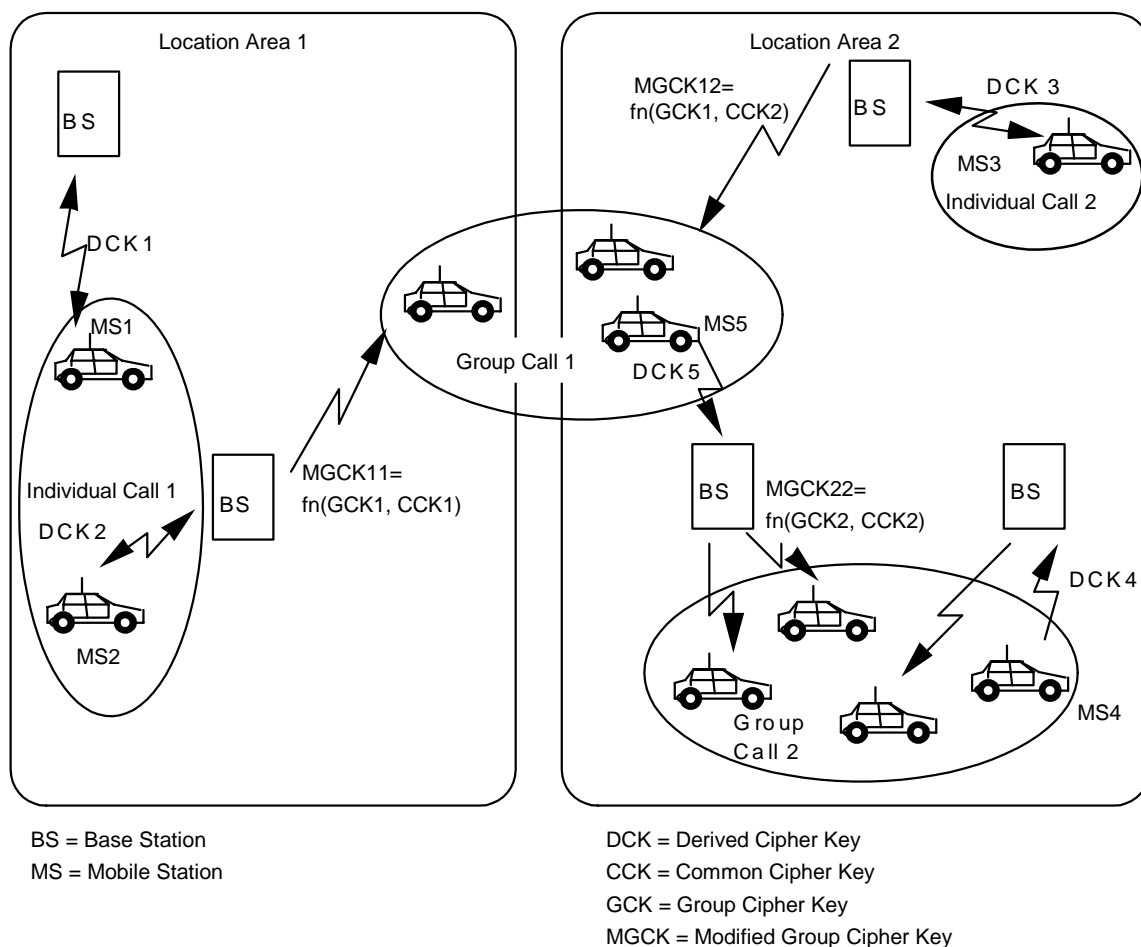 Location Area 1
BS
DCK1
MS1
Individual Call 1
DCK2
MS2
BS
MGCK11=
fn(GCK1, CCK1)
Group Call 1
Location Area 2
MGCK12=
fn(GCK1, CCK2)
BS
DCK 3
MS3
Individual Call 2
MS5
DCK5
BS
MGCK22=
fn(GCK2, CCK2)
BS
DCK4
MS4
Group
Call 2
BS = Base Station
MS = Mobile Station
DCK = Derived Cipher Key
CCK = Common Cipher Key
GCK = Group Cipher Key
MGCK = Modified Group Cipher Key